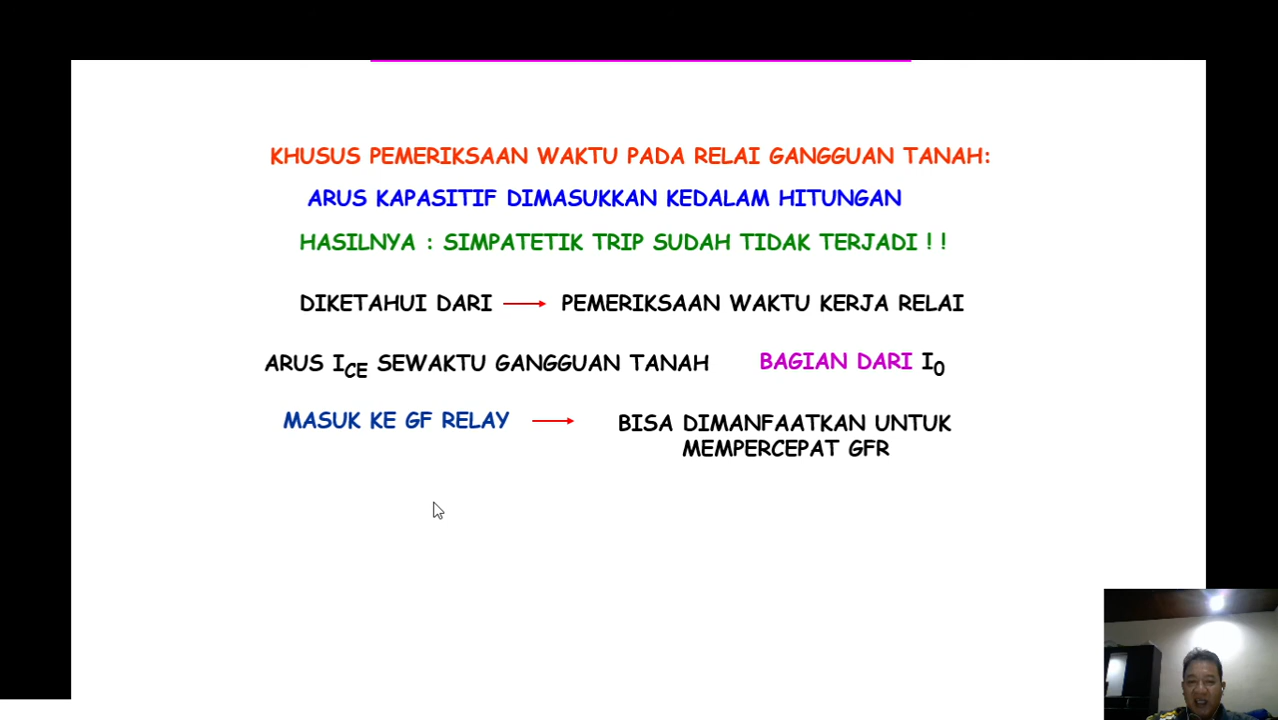 KHUSUS PEMERIKSAAN WAKTU PADA RELAI GANGGUAN TANAH:
ARUS KAPASITIF DIMASUKKAN KEDALAM HITUNGAN
HASILNYA : SIMPATETIK TRIP SUDAH TIDAK TERJADI ! !
DIKETAHUI DARI → PEMERIKSAAN WAKTU KERJA RELAI
ARUS I_CE SEWAKTU GANGGUAN TANAH BAGIAN DARI I_0
MASUK KE GF RELAY → BISA DIMANFAATKAN UNTUK
MEMPERCEPAT GFR